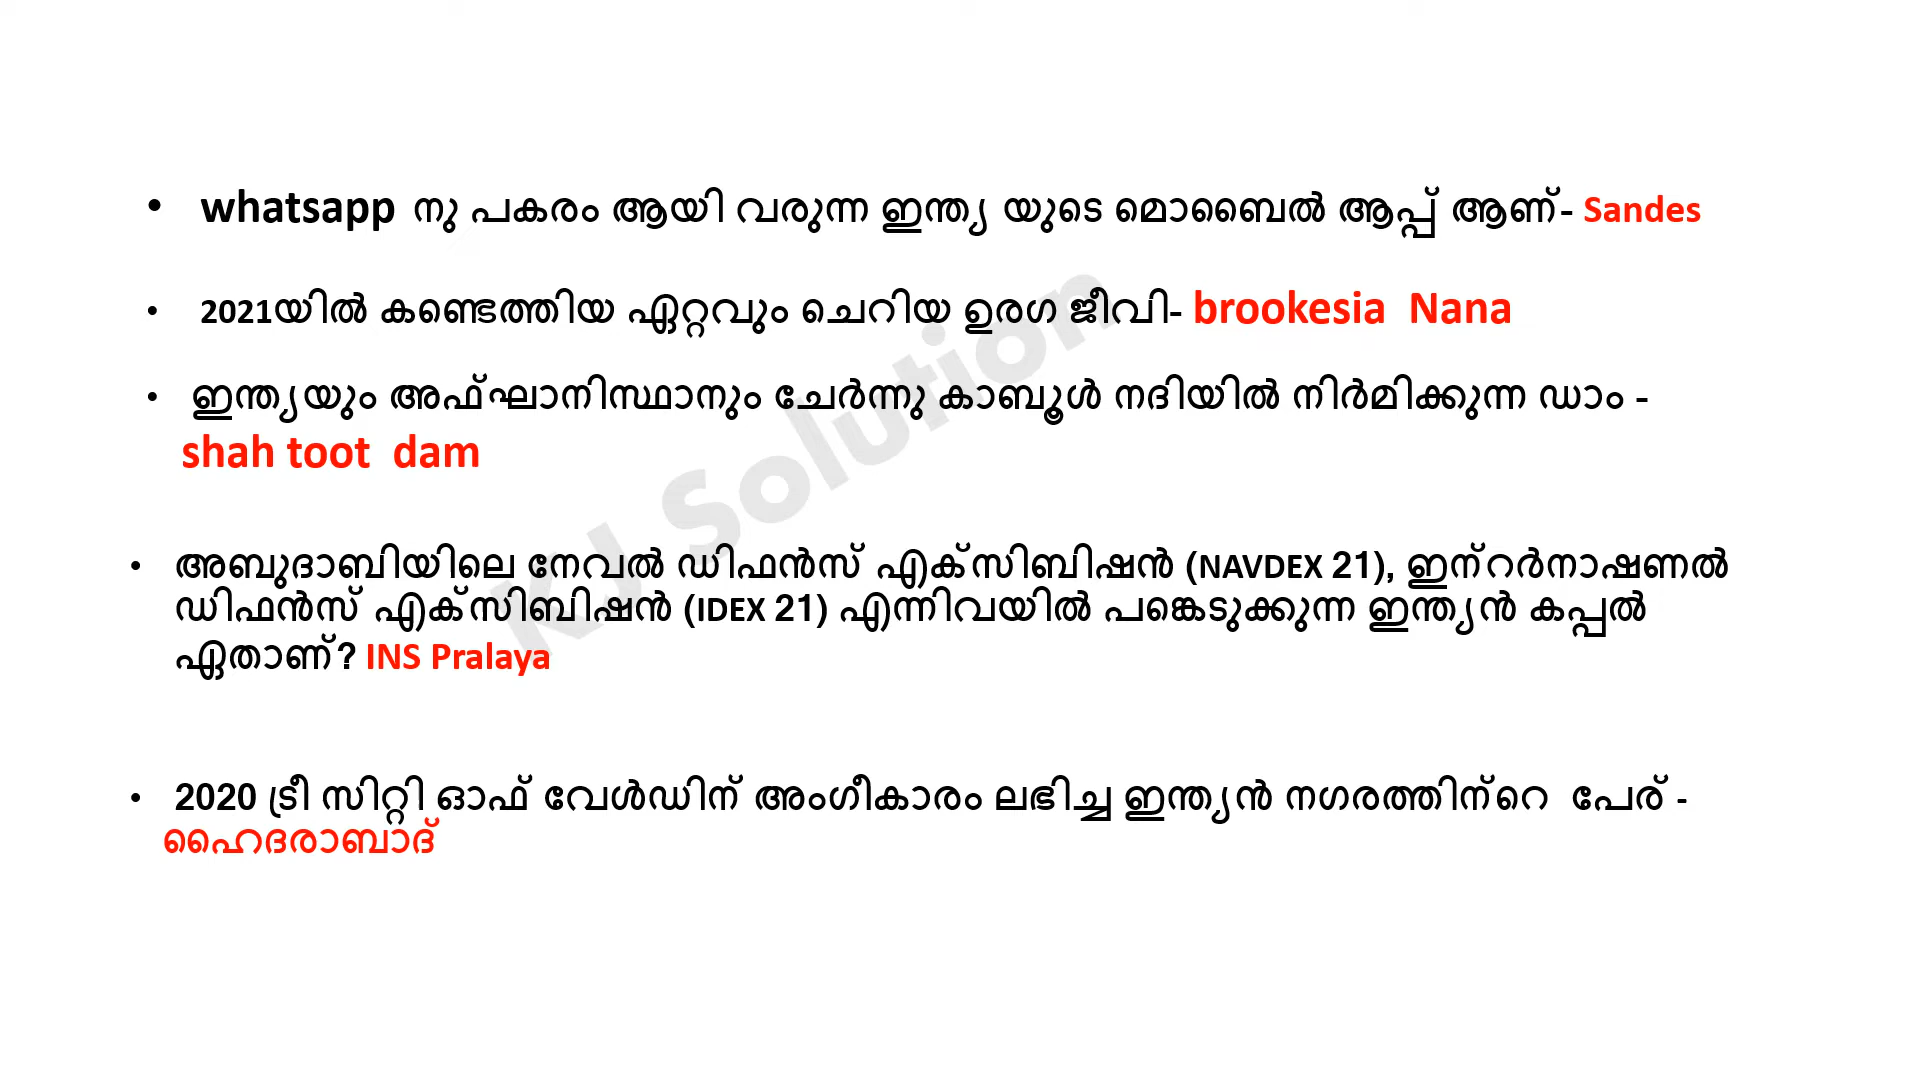 • whatsapp നു പകരം ആയി വരുന്ന ഇന്ത്യ യുടെ മൊബൈൽ ആപ്പ് ആണ്- Sandes
• 2021യിൽ കണ്ടെത്തിയ ഏറ്റവും ചെറിയ ഉരഗ ജീവി- brookesia Nana
• ഇന്ത്യയും അഫ്ഘാനിസ്ഥാനും ചേർന്നു കാബൂൾ നദിയിൽ നിർമിക്കുന്ന ഡാം -
shah toot dam
• അബുദാബിയിലെ നേവൽ ഡിഫൻസ് എക്സിബിഷൻ (NAVDEX 21), ഇന്റർനാഷണൽ
ഡിഫൻസ് എക്സിബിഷൻ (IDEX 21) എന്നിവയിൽ പങ്കെടുക്കുന്ന ഇന്ത്യൻ കപ്പൽ
ഏതാണ്? INS Pralaya
• 2020 ട്രീ സിറ്റി ഓഫ് വേൾഡിന് അംഗീകാരം ലഭിച്ച ഇന്ത്യൻ നഗരത്തിന്റെ പേര് -
ഹൈദരാബാദ്
KJ Solution